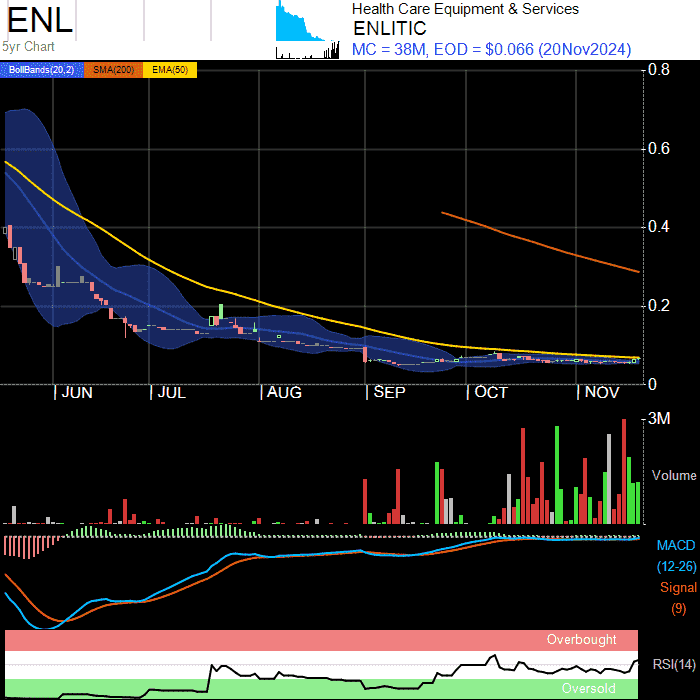 ENL
5yr Chart
Health Care Equipment & Services
ENLITIC
MC = 38M, EOD = $0.066 (20Nov2024)
BollBands(20,2) SMA(200) EMA(50)
0.8
0.6
0.4
0.2
0
JUN JUL AUG SEP OCT NOV
3M
Volume
MACD
(12-26)
Signal
(9)
Overbought
RSI(14)
Oversold